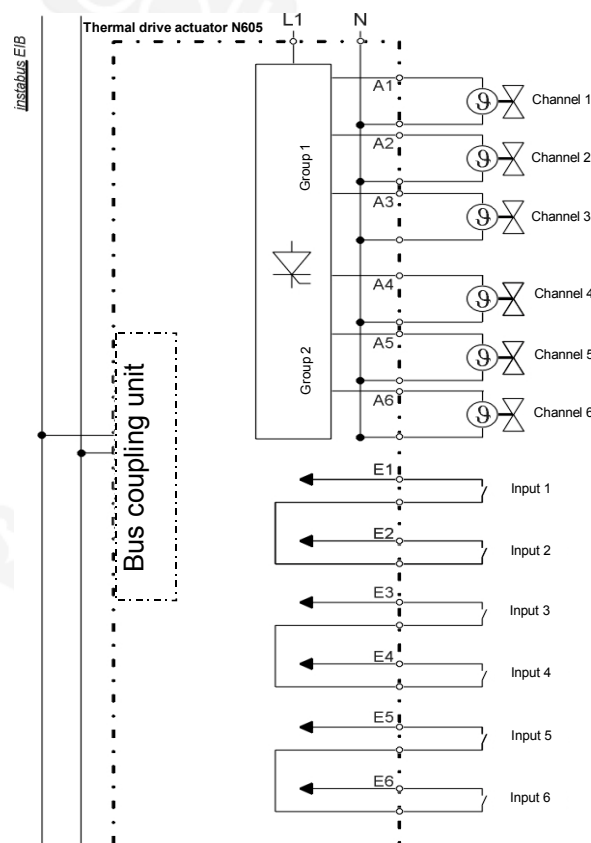 instabus EIB
Thermal drive actuator N605
L1
N
Group 1
Group 2
A1
Channel 1
A2
Channel 2
A3
Channel 3
A4
Channel 4
A5
Channel 5
A6
Channel 6
Bus coupling unit
E1
Input 1
E2
Input 2
E3
Input 3
E4
Input 4
E5
Input 5
E6
Input 6
ϑ
ϑ
ϑ
ϑ
ϑ
ϑ